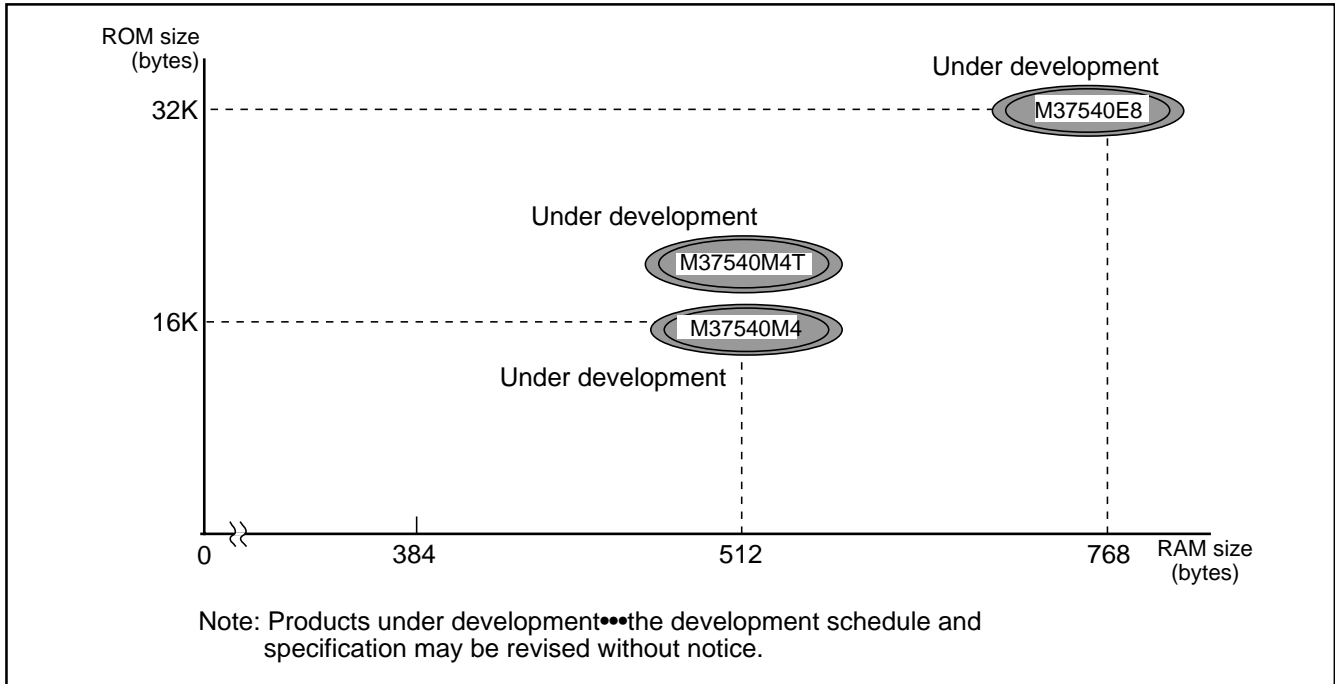 ROM size
(bytes)
Under development
32K
M37540E8
Under development
M37540M4T
16K
M37540M4
Under development
0
384
512
768
RAM size
(bytes)
Note: Products under development•••the development schedule and
specification may be revised without notice.